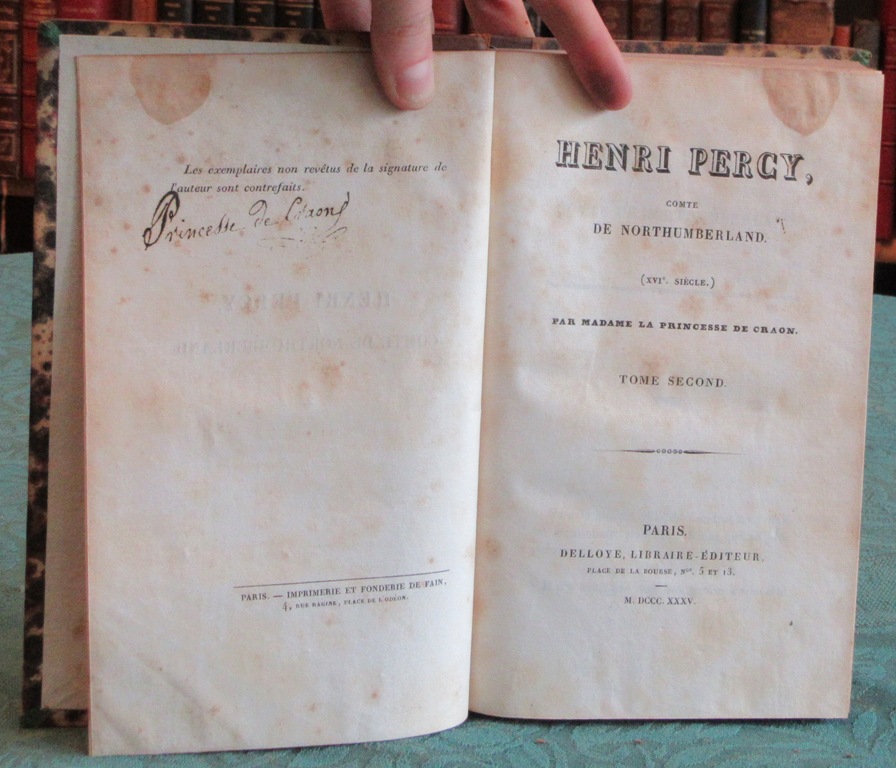 Les exemplaires non revêtus de la signature de
l'auteur sont contrefaits.
Princesse de Craon
PARIS. — IMPRIMERIE ET FONDERIE DE FAIN,
4, RUE RACINE, PLACE DE L'ODÉON.
HENRI PERCY,
COMTE
DE NORTHUMBERLAND.
(XVIe. SIÈCLE.)
PAR MADAME LA PRINCESSE DE CRAON.
TOME SECOND.
PARIS,
DELLOYE, LIBRAIRE-ÉDITEUR,
PLACE DE LA BOURSE, Nos. 5 ET 13.
M. DCCC. XXXV.